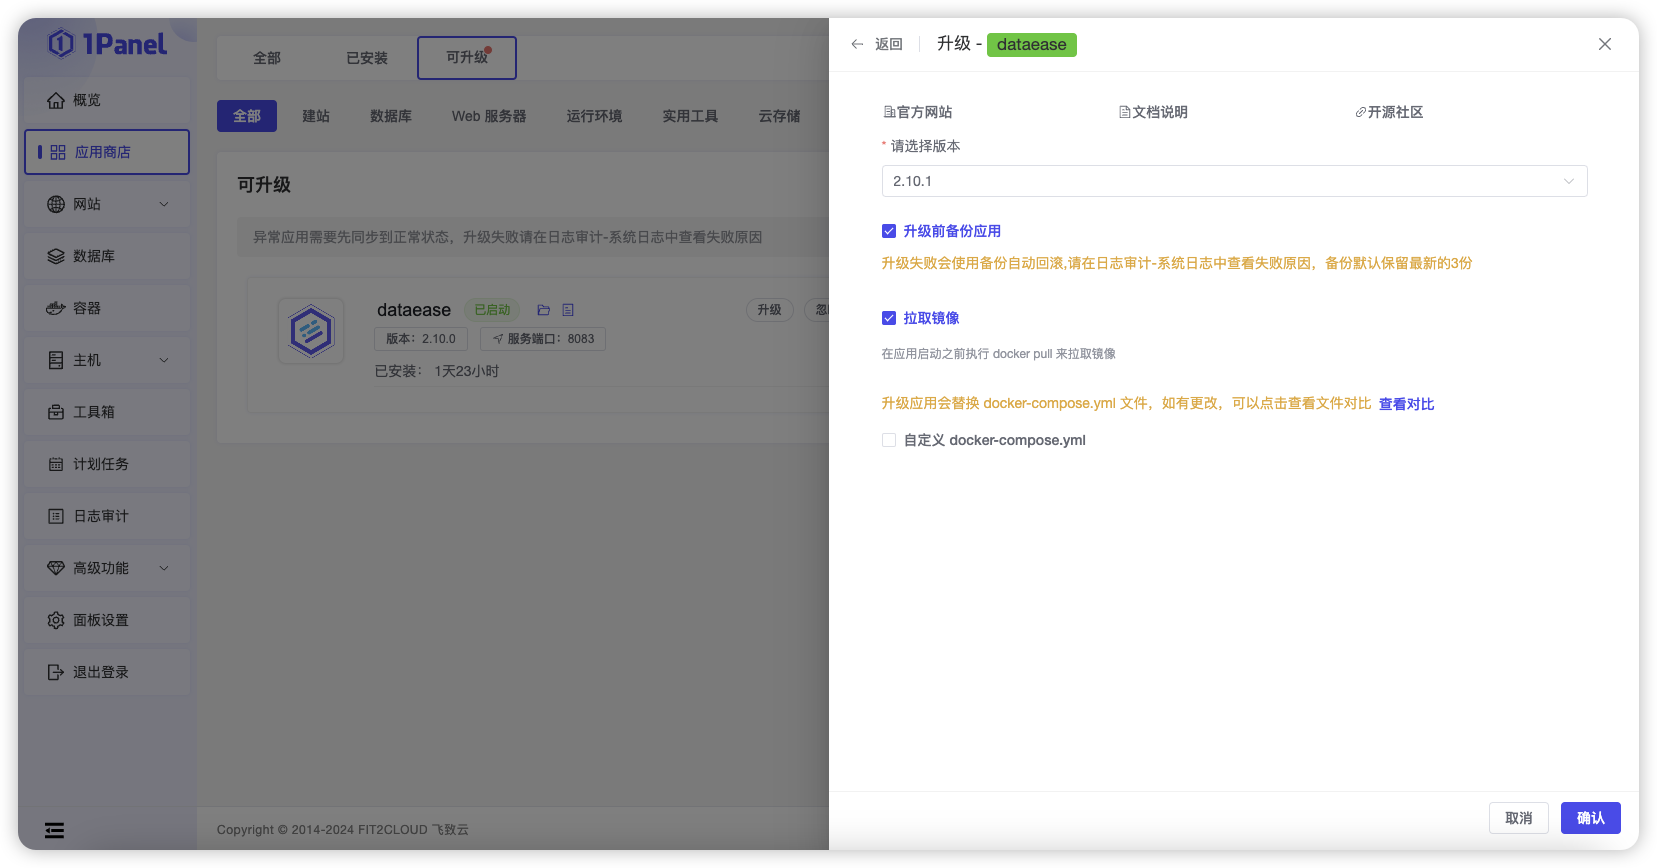 1Panel
概览
应用商店
网站
数据库
容器
主机
工具箱
计划任务
日志审计
高级功能
面板设置
退出登录
全部 已安装 可升级
全部 建站 数据库 Web 服务器 运行环境 实用工具 云存储
可升级
异常应用需要先同步到正常状态，升级失败请在日志审计-系统日志中查看失败原因
dataease 已启动 升级
版本：2.10.0 服务端口：8083
已安装： 1天23小时
Copyright © 2014-2024 FIT2CLOUD 飞致云
返回 升级 - dataease
官方网站 文档说明 开源社区
* 请选择版本
2.10.1
升级前备份应用
升级失败会使用备份自动回滚,请在日志审计-系统日志中查看失败原因，备份默认保留最新的3份
拉取镜像
在应用启动之前执行 docker pull 来拉取镜像
升级应用会替换 docker-compose.yml 文件，如有更改，可以点击查看文件对比 查看对比
自定义 docker-compose.yml
取消 确认